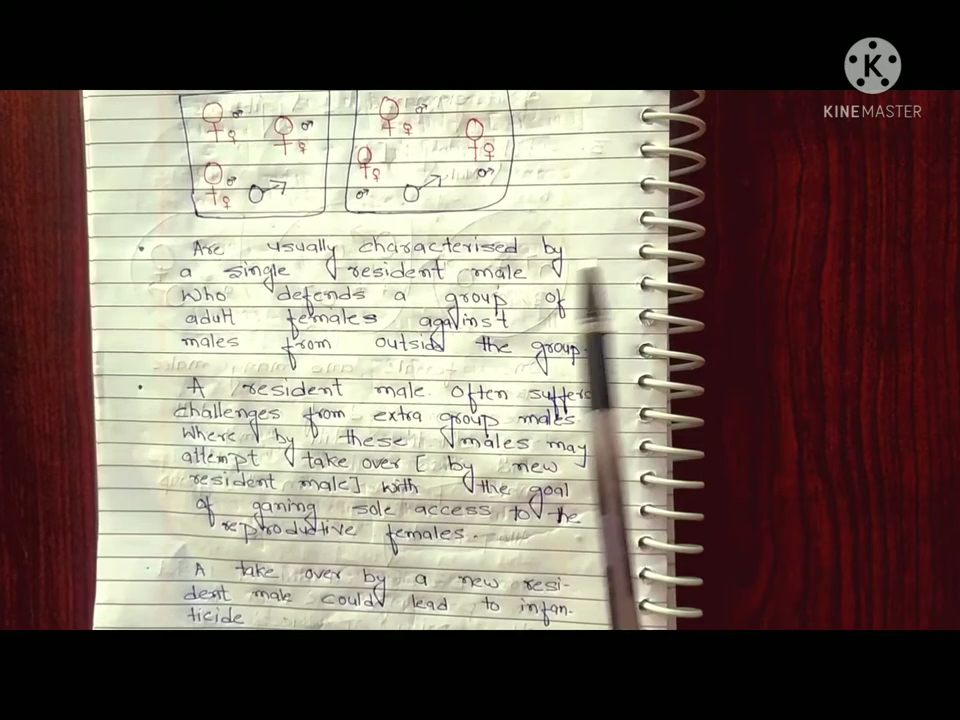 K
KINEMASTER
• Are usually characterised by
a single resident male
who defends a group of
adult females against
males from outside the group.
• A resident male often suffers
challenges from extra group males
where by these males may
attempt take over [ by new
resident male] with the goal
of ganing sole access to the
reproductive females.
• A take over by a new resi-
dent male could lead to infan-
ticide